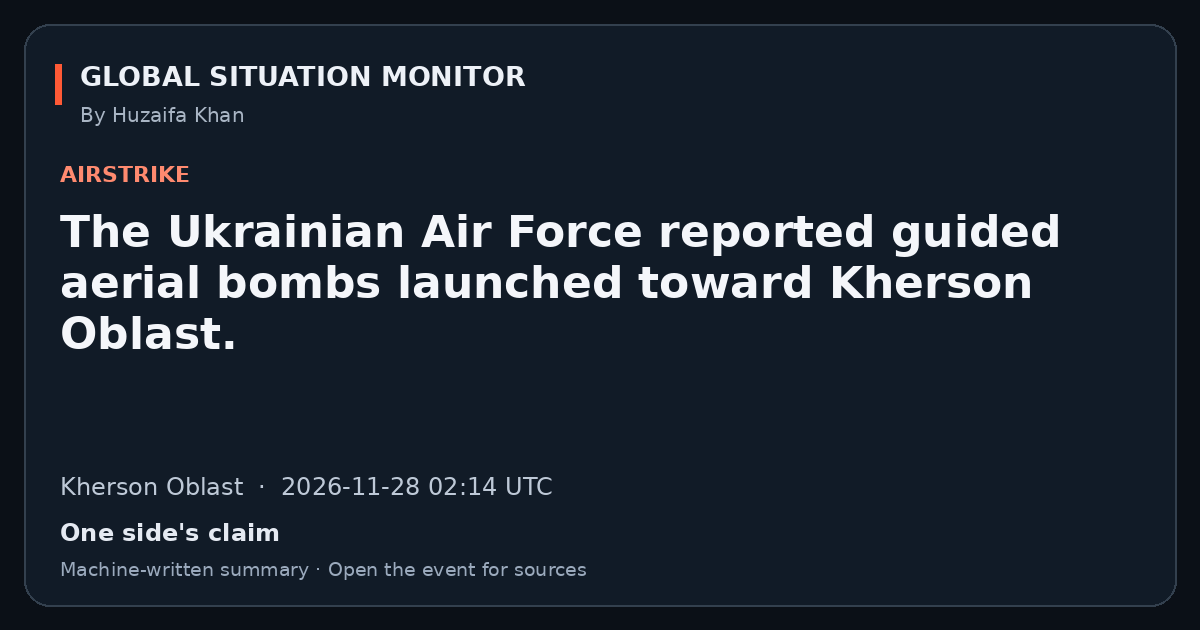 GLOBAL SITUATION MONITOR
By Huzaifa Khan
AIRSTRIKE
The Ukrainian Air Force reported guided
aerial bombs launched toward Kherson
Oblast.
Kherson Oblast · 2026-11-28 02:14 UTC
One side's claim
Machine-written summary · Open the event for sources